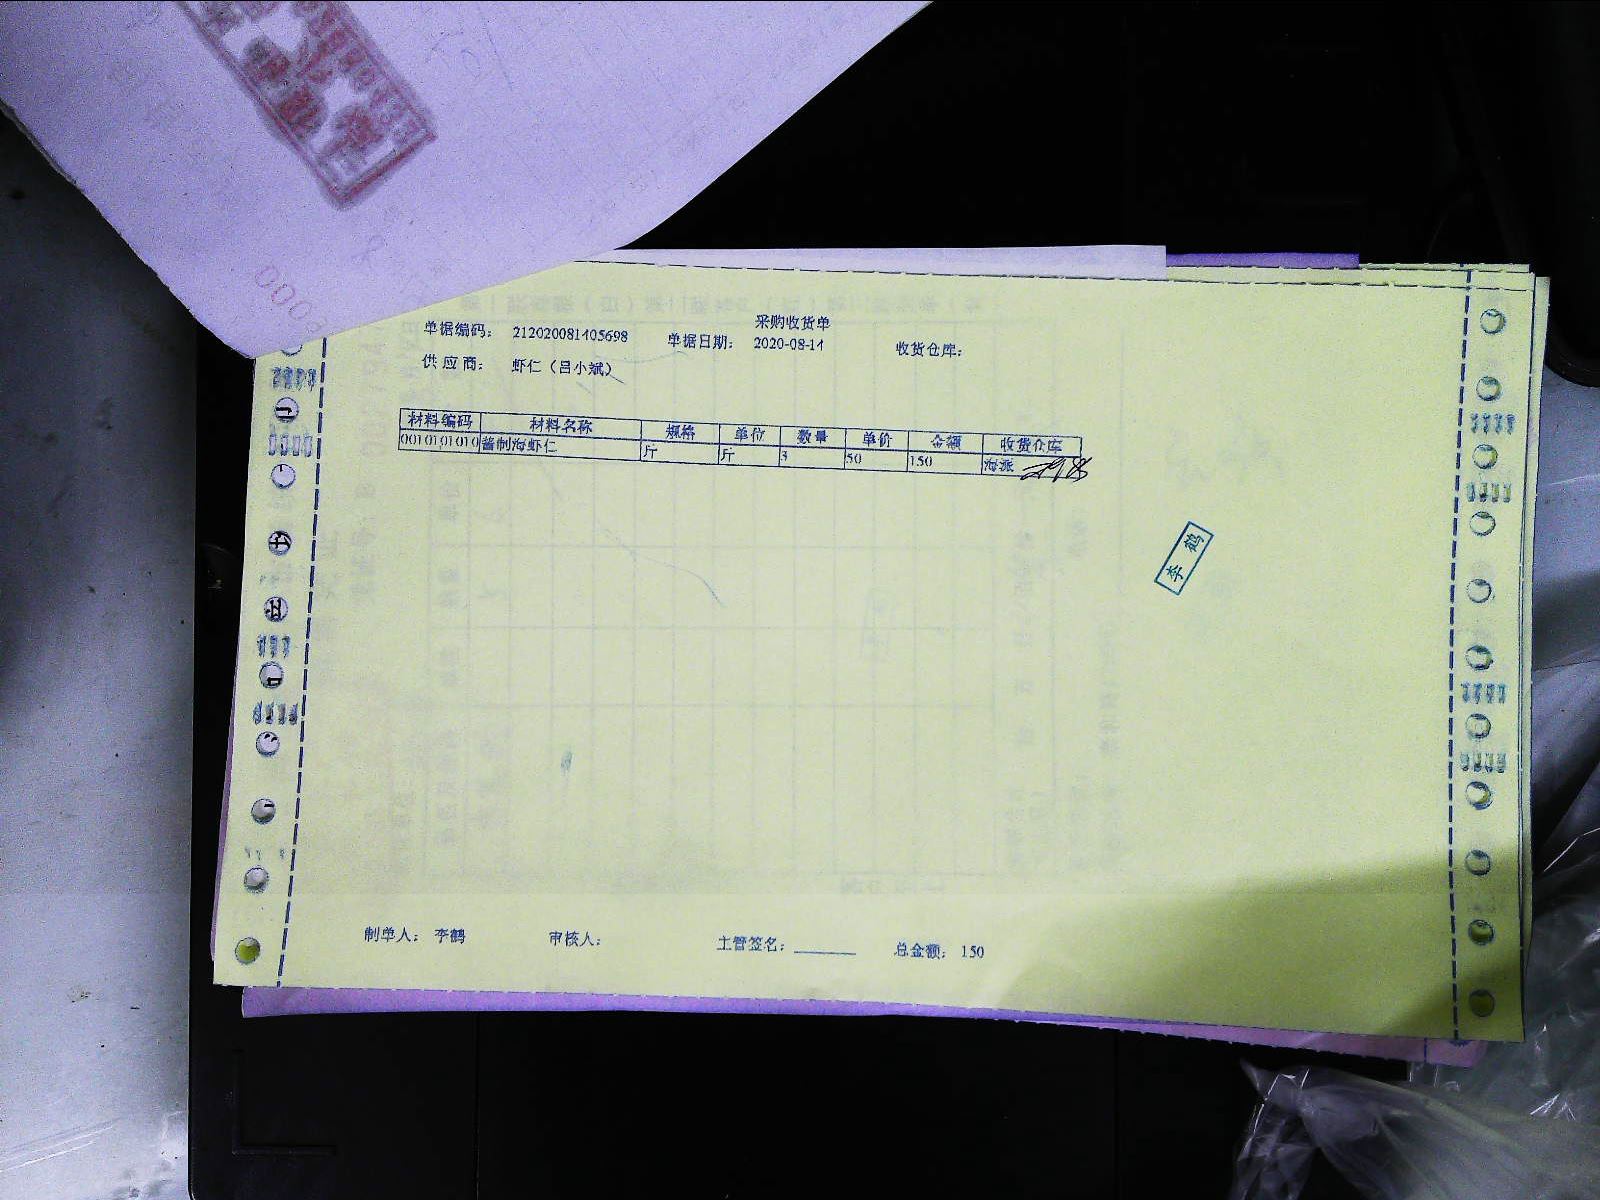 采购收货单
单据编码： 212020081405698 单据日期： 2020-08-14 收货仓库：
供应商： 虾仁（吕小斌）
材料编码 材料名称 规格 单位 数量 单价 金额 收货仓库
0010101010 酱制海虾仁 斤 斤 3 50 150 海派
李鹤
制单人： 李鹤 审核人： 主管签名： 总金额： 150